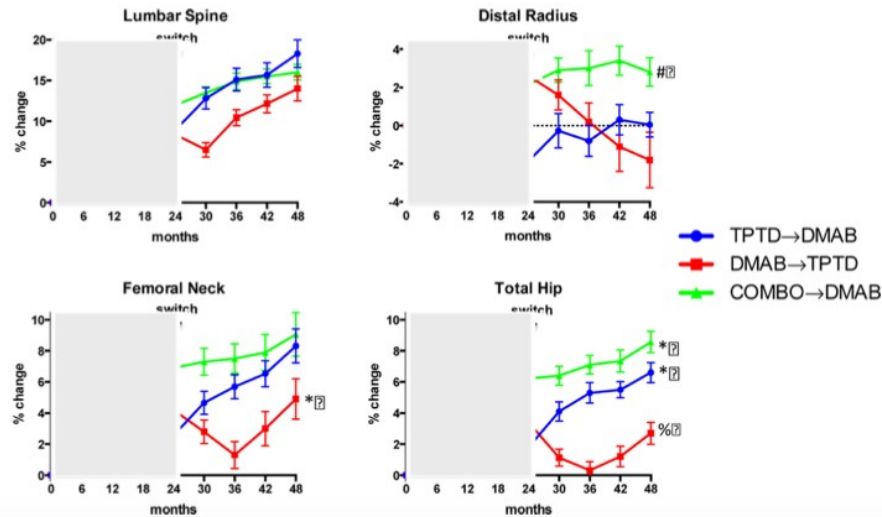 Lumbar Spine
switch
% change
20
15
10
5
0
0 6 12 18 24 30 36 42 48
months
Distal Radius
switch
% change
4
2
0
-2
-4
0 6 12 18 24 30 36 42 48
months
#
TPTD→DMAB
DMAB→TPTD
COMBO→DMAB
Femoral Neck
switch
% change
10
8
6
4
2
0
0 6 12 18 24 30 36 42 48
months
*
Total Hip
switch
% change
10
8
6
4
2
0
0 6 12 18 24 30 36 42 48
months
*
*
%